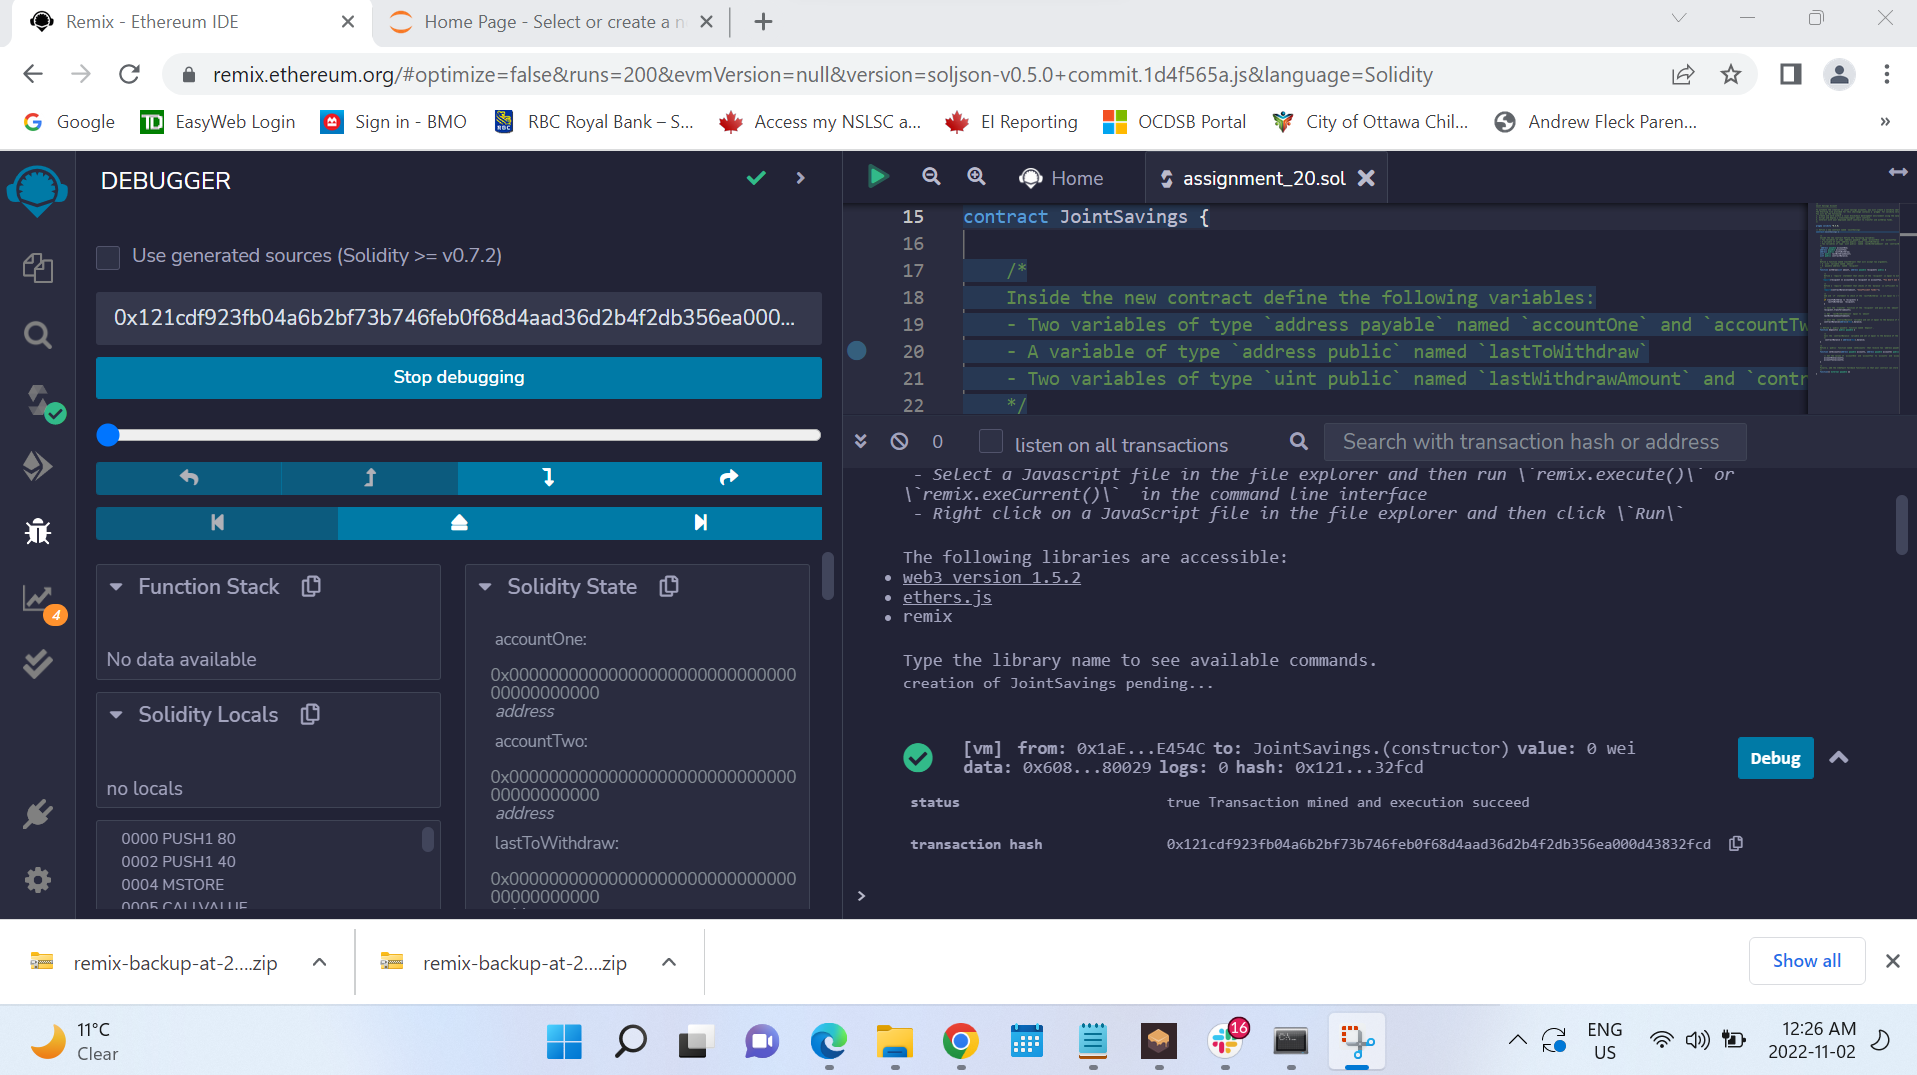 Remix - Ethereum IDE
Home Page - Select or create a n
remix.ethereum.org/#optimize=false&runs=200&evmVersion=null&version=soljson-v0.5.0+commit.1d4f565a.js&language=Solidity
Google
EasyWeb Login
Sign in - BMO
RBC Royal Bank – S...
Access my NSLSC a...
EI Reporting
OCDSB Portal
City of Ottawa Chil...
Andrew Fleck Paren...
»
DEBUGGER
Use generated sources (Solidity >= v0.7.2)
0x121cdf923fb04a6b2bf73b746feb0f68d4aad36d2b4f2db356ea000...
Stop debugging
Function Stack
No data available
Solidity Locals
no locals
0000 PUSH1 80
0002 PUSH1 40
0004 MSTORE
0005 CALLVALUE
Solidity State
accountOne:
0x00000000000000000000000000000
00000000000
address
accountTwo:
0x00000000000000000000000000000
00000000000
address
lastToWithdraw:
0x00000000000000000000000000000
00000000000
4
Home
assignment_20.sol
15 contract JointSavings {
16
17 /*
18 Inside the new contract define the following variables:
19 - Two variables of type `address payable` named `accountOne` and `accountTw
20 - A variable of type `address public` named `lastToWithdraw`
21 - Two variables of type `uint public` named `lastWithdrawAmount` and `contr
22 */
0
listen on all transactions
Search with transaction hash or address
- Select a Javascript file in the file explorer and then run \`remix.execute()\` or
\`remix.exeCurrent()\` in the command line interface
- Right click on a JavaScript file in the file explorer and then click \`Run\`
The following libraries are accessible:
• web3 version 1.5.2
• ethers.js
• remix
Type the library name to see available commands.
creation of JointSavings pending...
[vm] from: 0x1aE...E454C to: JointSavings.(constructor) value: 0 wei
data: 0x608...80029 logs: 0 hash: 0x121...32fcd
Debug
status true Transaction mined and execution succeed
transaction hash 0x121cdf923fb04a6b2bf73b746feb0f68d4aad36d2b4f2db356ea000d43832fcd
>
remix-backup-at-2....zip
remix-backup-at-2....zip
Show all
11°C
Clear
TD
RBC
16
ENG
US
12:26 AM
2022-11-02